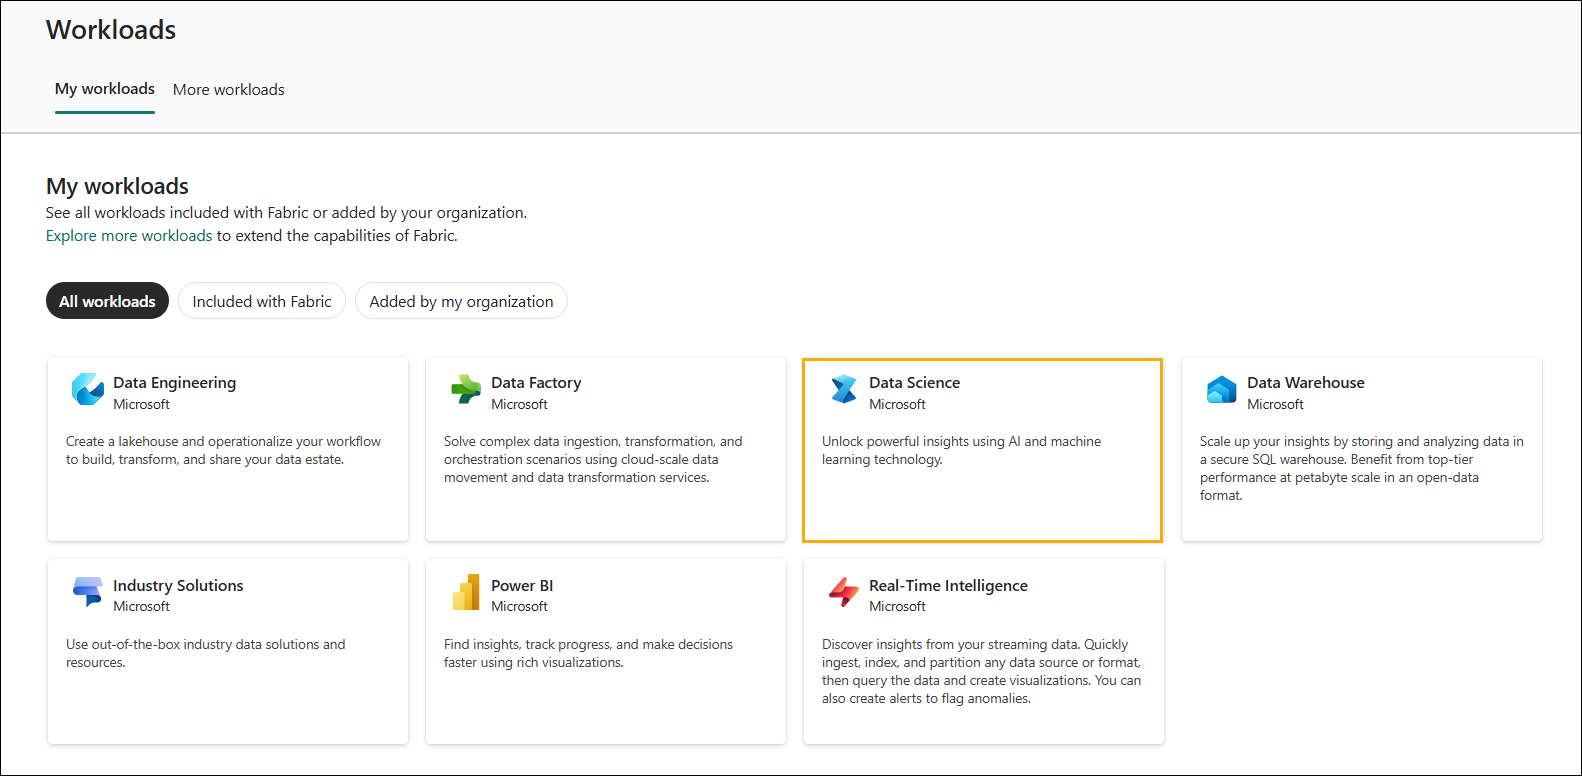 Workloads
My workloads
More workloads
My workloads
See all workloads included with Fabric or added by your organization.
Explore more workloads to extend the capabilities of Fabric.
All workloads
Included with Fabric
Added by my organization
Data Engineering
Microsoft
Create a lakehouse and operationalize your workflow
to build, transform, and share your data estate.
Data Factory
Microsoft
Solve complex data ingestion, transformation, and
orchestration scenarios using cloud-scale data
movement and data transformation services.
Data Science
Microsoft
Unlock powerful insights using AI and machine
learning technology.
Data Warehouse
Microsoft
Scale up your insights by storing and analyzing data in
a secure SQL warehouse. Benefit from top-tier
performance at petabyte scale in an open-data
format.
Industry Solutions
Microsoft
Use out-of-the-box industry data solutions and
resources.
Power BI
Microsoft
Find insights, track progress, and make decisions
faster using rich visualizations.
Real-Time Intelligence
Microsoft
Discover insights from your streaming data. Quickly
ingest, index, and partition any data source or format,
then query the data and create visualizations. You can
also create alerts to flag anomalies.